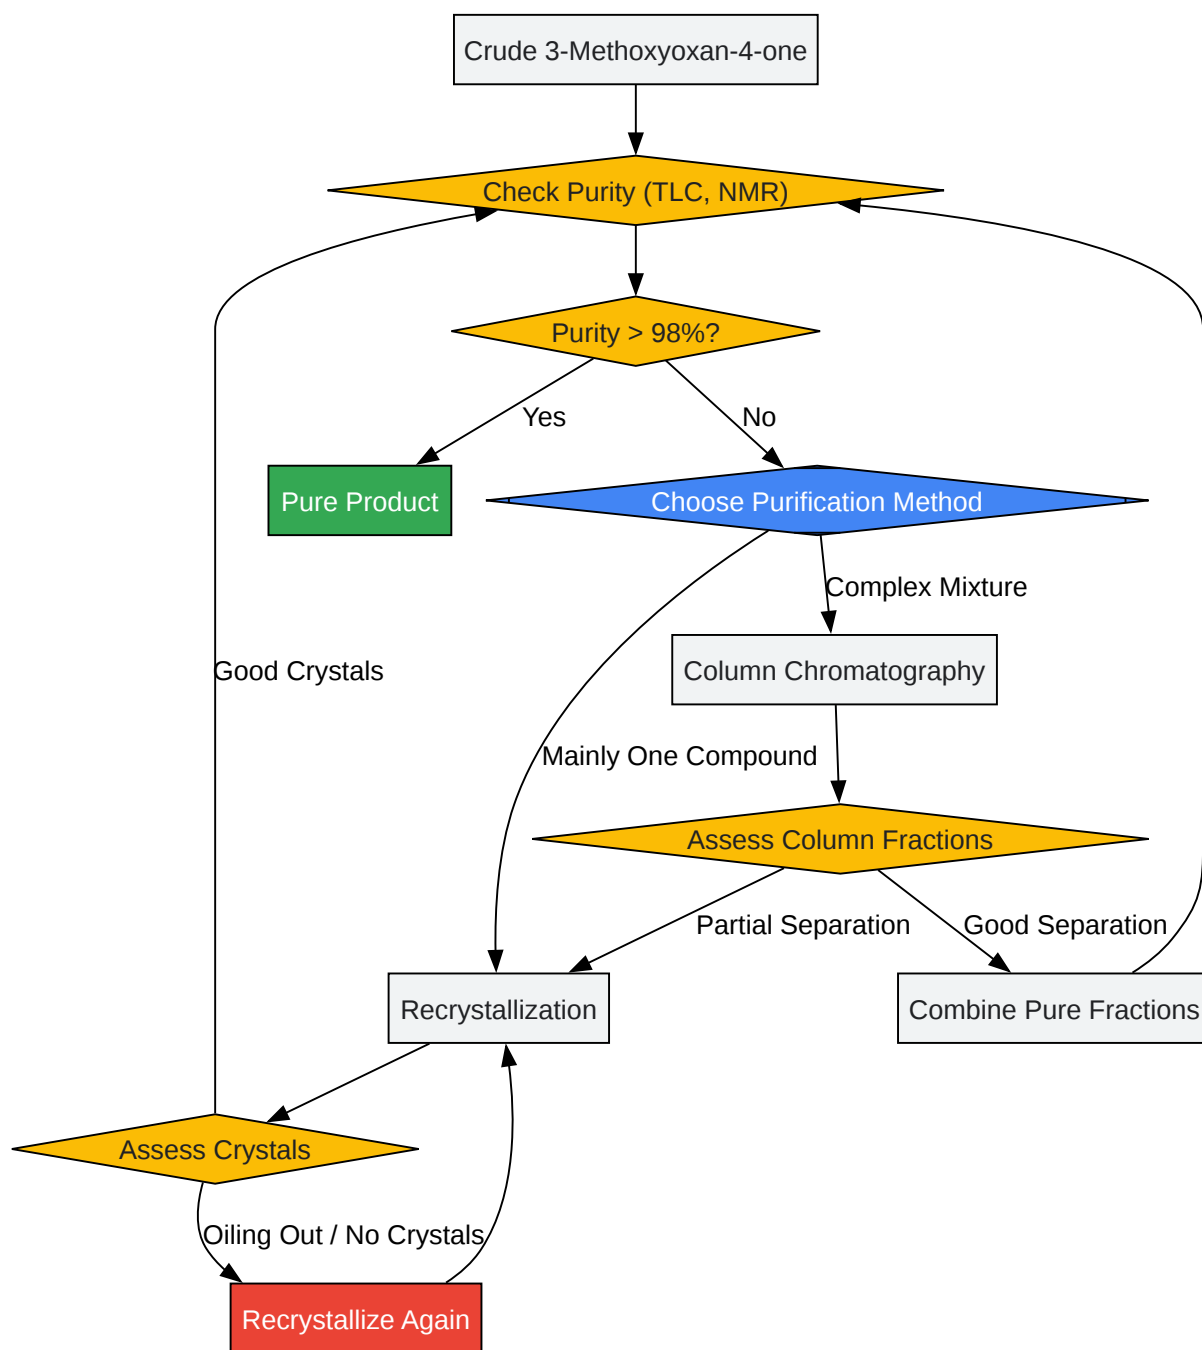 Crude 3-Methoxyoxan-4-one
Check Purity (TLC, NMR)
Purity > 98%?
Yes
No
Pure Product
Choose Purification Method
Complex Mixture
Good Crystals
Column Chromatography
Mainly One Compound
Assess Column Fractions
Partial Separation
Good Separation
Recrystallization
Combine Pure Fractions
Assess Crystals
Oiling Out / No Crystals
Recrystallize Again